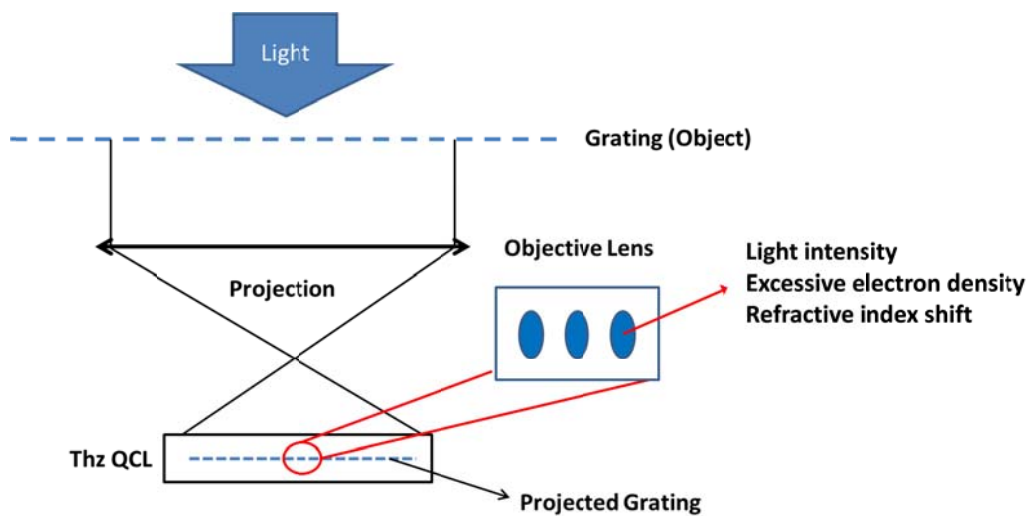 Light
Grating (Object)
Objective Lens
Light intensity
Excessive electron density
Refractive index shift
Projection
Thz QCL
Projected Grating